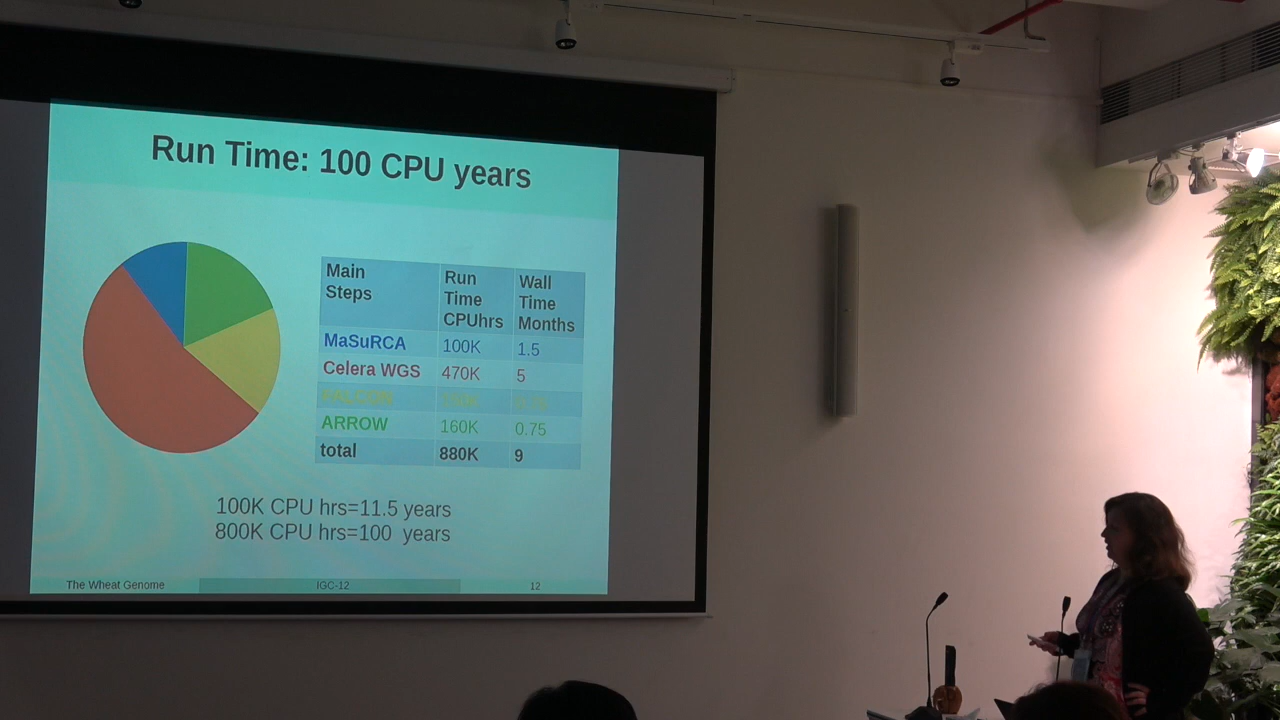 Run Time: 100 CPU years
Main Steps Run Time CPUhrs Wall Time Months
MaSuRCA 100K 1.5
Celera WGS 470K 5
FALCON
ARROW 160K 0.75
total 880K 9
100K CPU hrs=11.5 years
800K CPU hrs=100 years
The Wheat Genome IGC-12 12